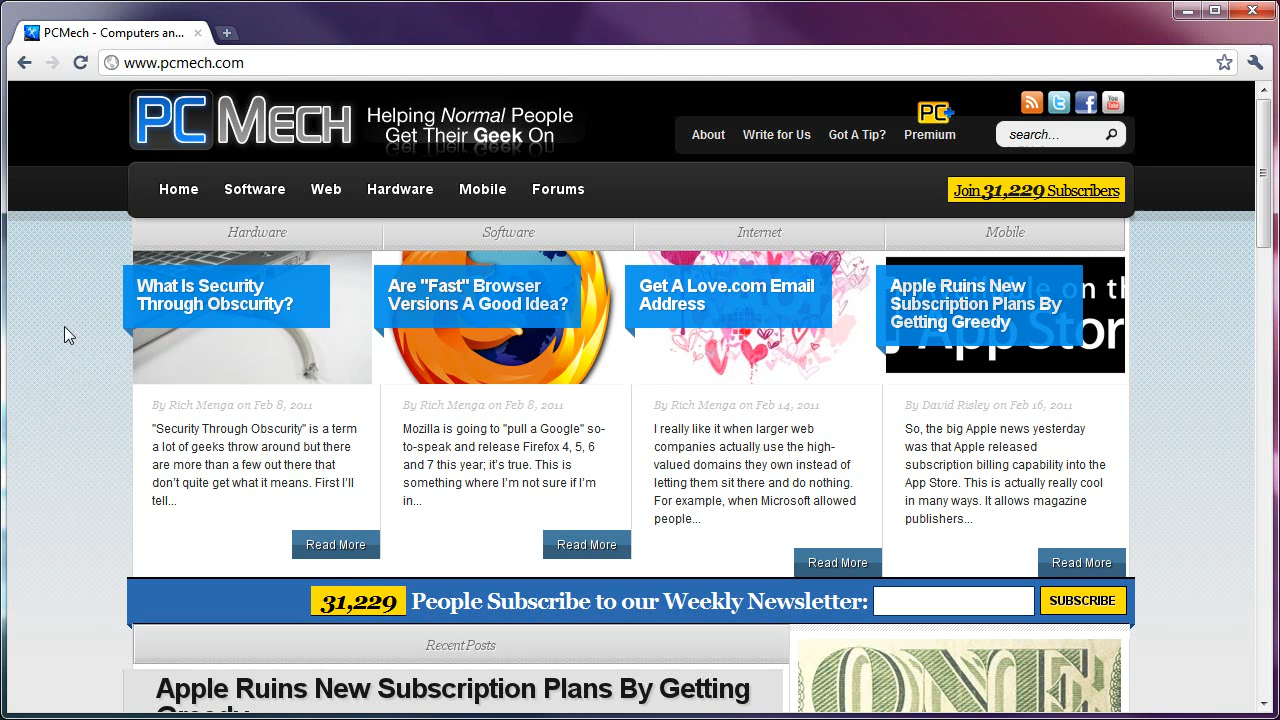 PCMech - Computers an...
www.pcmech.com
PC MECH
Helping Normal People
Get Their Geek On
PC
About Write for Us Got A Tip? Premium
search...
Home Software Web Hardware Mobile Forums
Join 31,229 Subscribers
Hardware Software Internet Mobile
What Is Security
Through Obscurity?
Are "Fast" Browser
Versions A Good Idea?
Get A Love.com Email
Address
Apple Ruins New
Subscription Plans By
Getting Greedy
on th
App Stor
By Rich Menga on Feb 8, 2011
"Security Through Obscurity" is a term
a lot of geeks throw around but there
are more than a few out there that
don't quite get what it means. First I'll
tell...
Read More
By Rich Menga on Feb 8, 2011
Mozilla is going to "pull a Google" so-
to-speak and release Firefox 4, 5, 6
and 7 this year; it's true. This is
something where I'm not sure if I'm
in...
Read More
By Rich Menga on Feb 14, 2011
I really like it when larger web
companies actually use the high-
valued domains they own instead of
letting them sit there and do nothing.
For example, when Microsoft allowed
people...
Read More
By David Risley on Feb 16, 2011
So, the big Apple news yesterday
was that Apple released
subscription billing capability into the
App Store. This is actually really cool
in many ways. It allows magazine
publishers...
Read More
31,229 People Subscribe to our Weekly Newsletter:
SUBSCRIBE
Recent Posts
Apple Ruins New Subscription Plans By Getting
Greedy
ONE